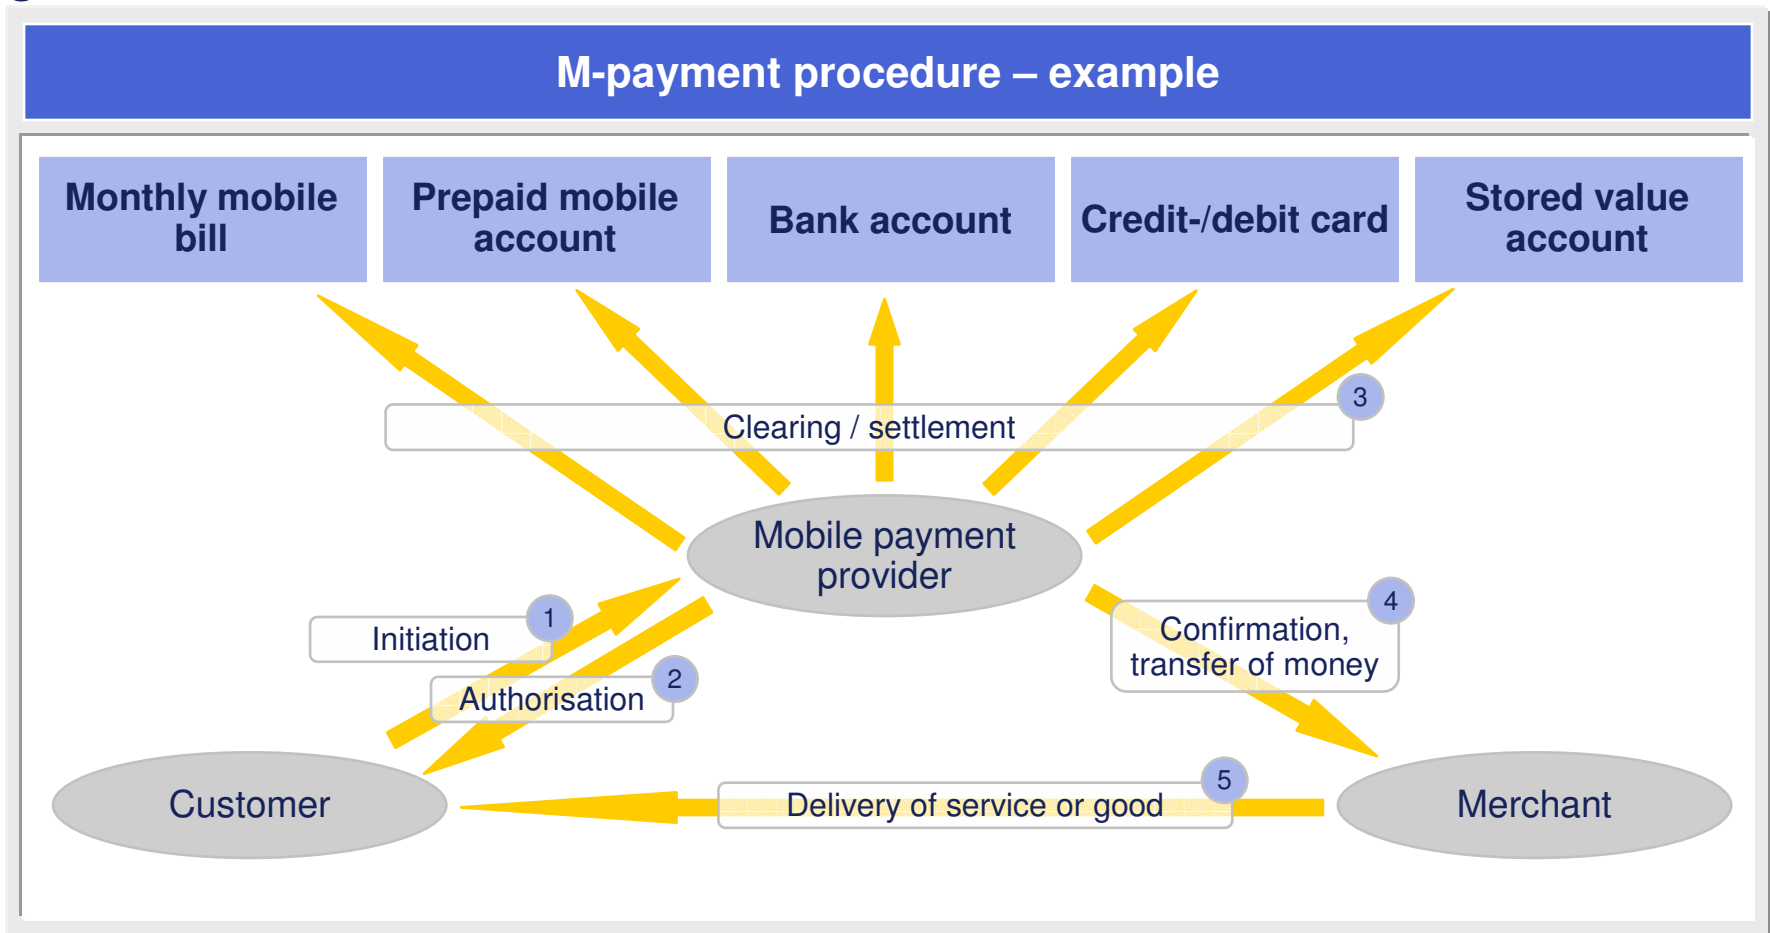 M-payment procedure – example
Monthly mobile
bill
Prepaid mobile
account
Bank account
Credit-/debit card
Stored value
account
3
Clearing / settlement
Mobile payment
provider
1
Initiation
2
Authorisation
4
Confirmation,
transfer of money
5
Customer
Delivery of service or good
Merchant